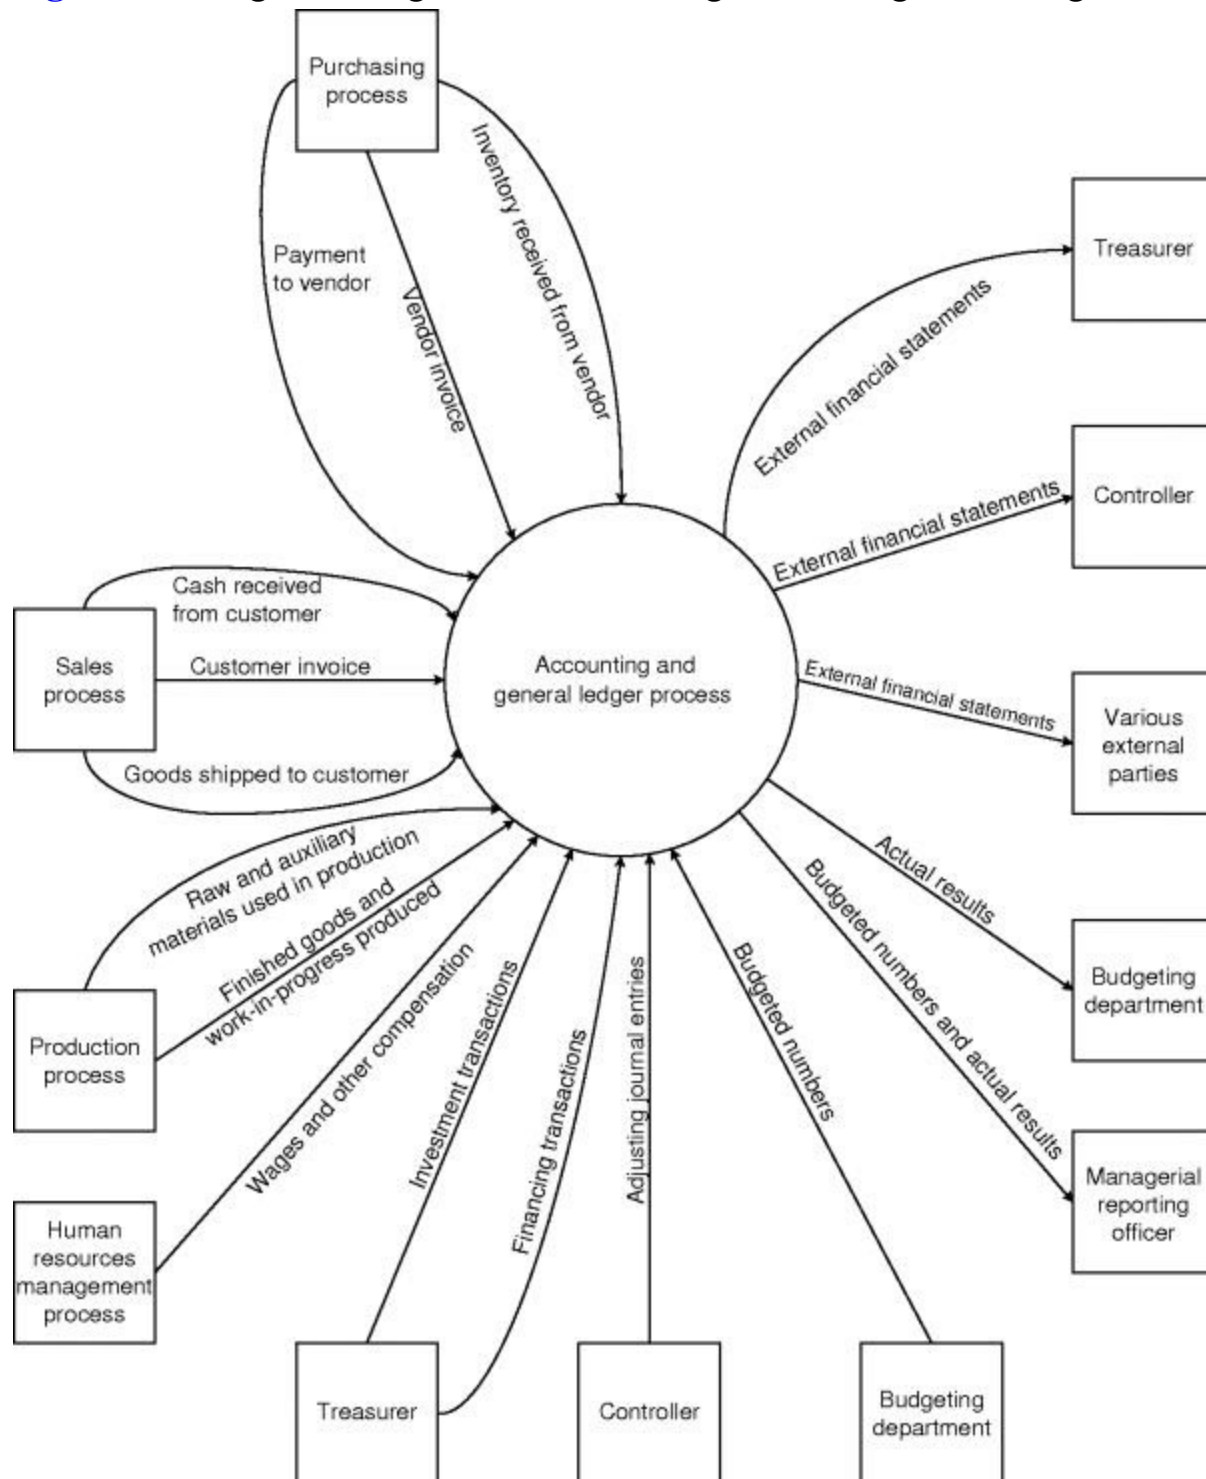 Purchasing
process
Payment
to vendor
Vendor invoice
Inventory received from vendor
Treasurer
External financial statements
Controller
External financial statements
Cash received
from customer
Sales
process
Customer invoice
Goods shipped to customer
Accounting and
general ledger process
External financial statements
Various
external
parties
Raw and auxiliary
materials used in production
Finished goods and
work-in-progress produced
Production
process
Wages and other compensation
Human
resources
management
process
Investment transactions
Financing transactions
Adjusting journal entries
Budgeted numbers
Actual results
Budgeting
department
Budgeted numbers and actual results
Managerial
reporting
officer
Treasurer
Controller
Budgeting
department